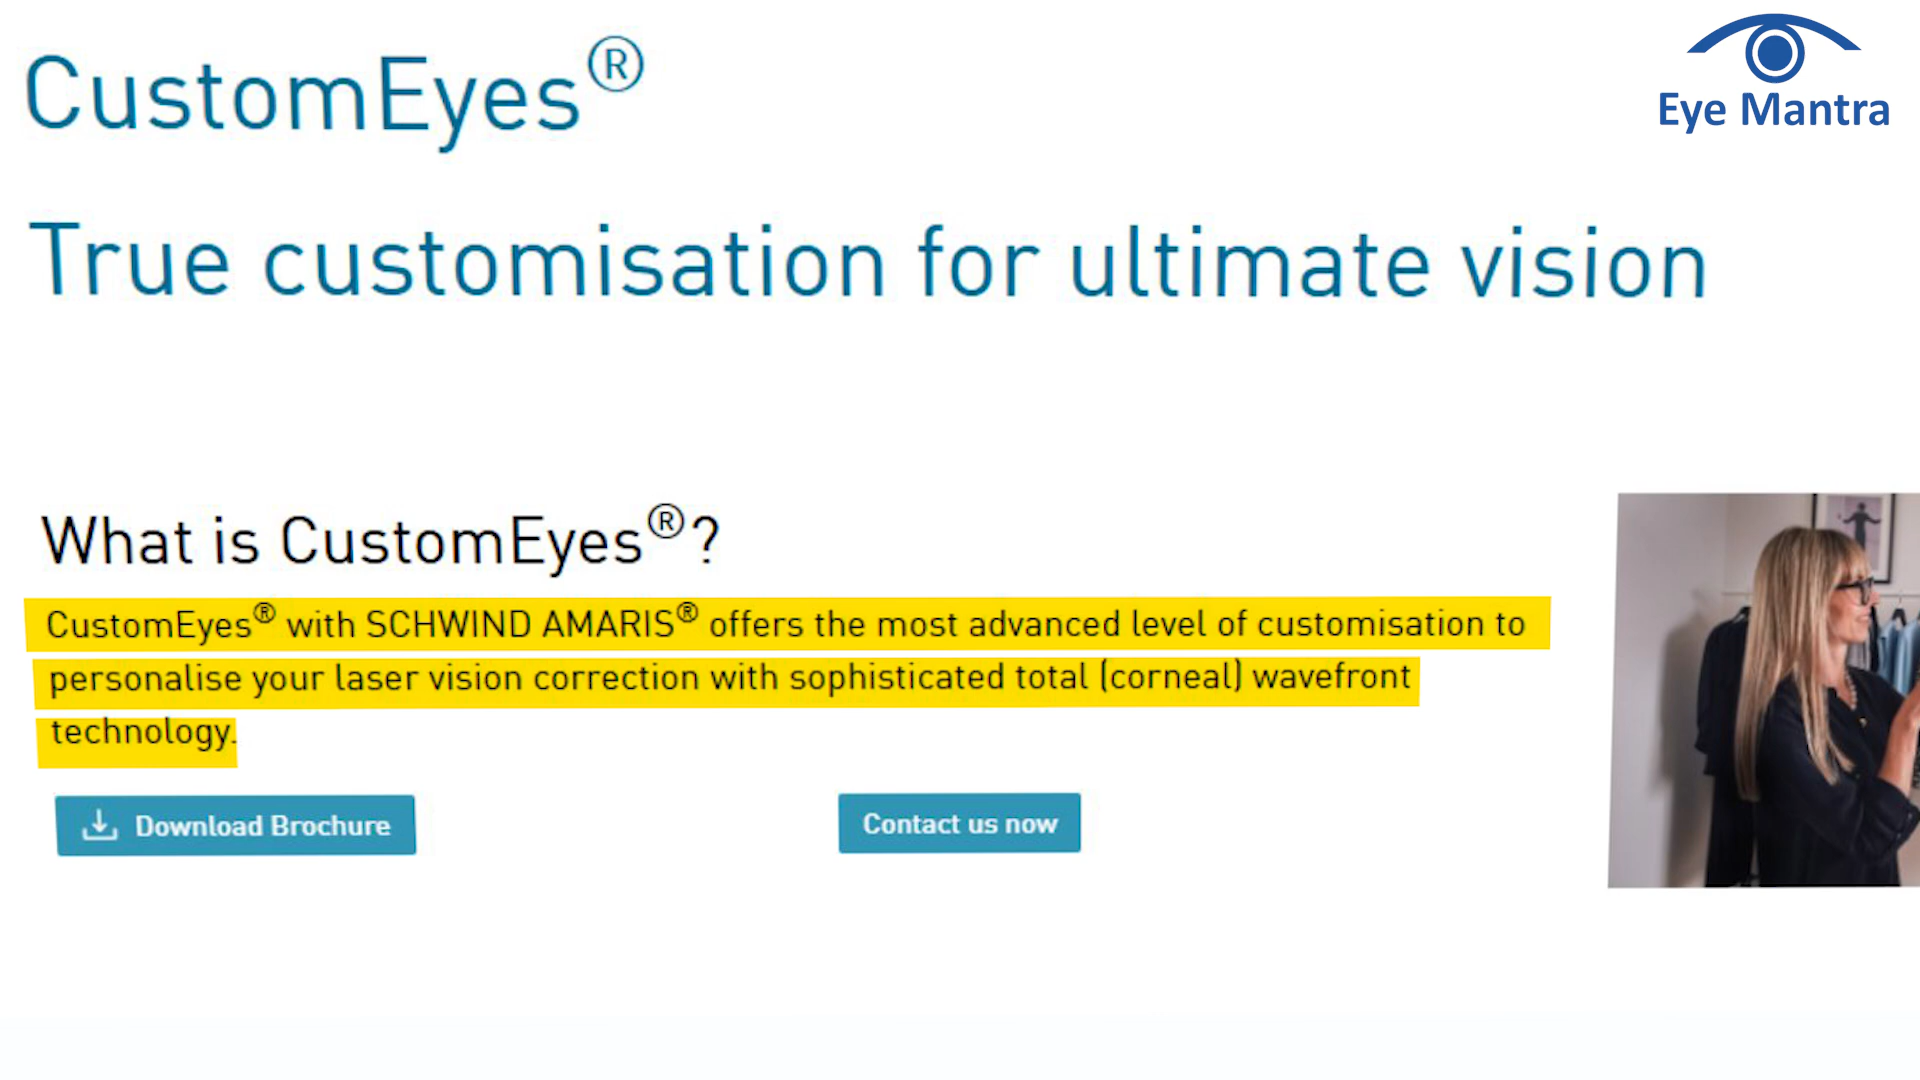 CustomEyes®
Eye Mantra
True customisation for ultimate vision
What is CustomEyes®?
CustomEyes® with SCHWIND AMARIS® offers the most advanced level of customisation to
personalise your laser vision correction with sophisticated total (corneal) wavefront
technology.
Download Brochure
Contact us now